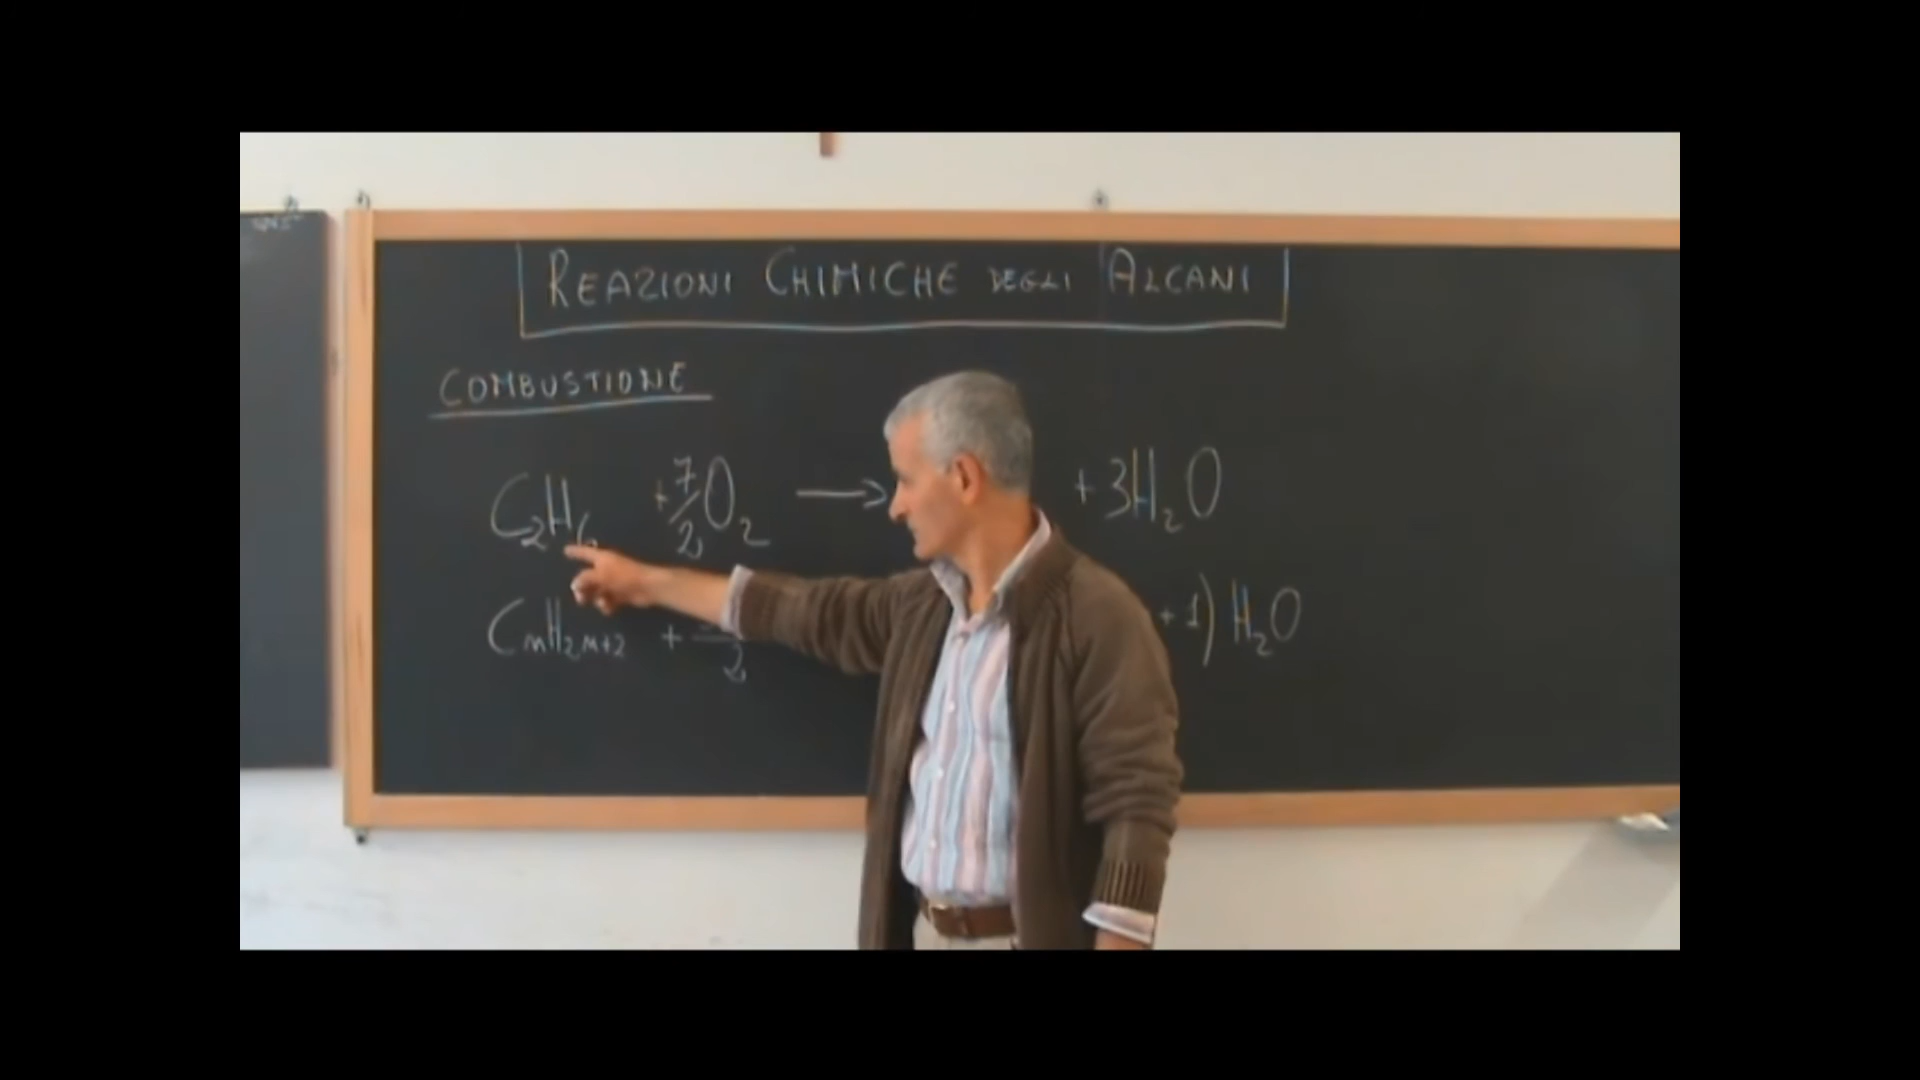 REAZIONI CHIMICHE DEGLI ALCANI
COMBUSTIONE
C₂H₆ + 7/2 O₂ → + 3H₂O
CnH₂n+2 + 2 + 1) H₂O